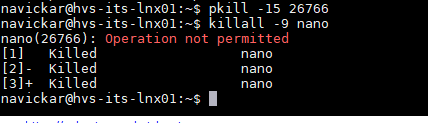 navickar@hvs-its-lnx01:~$ pkill -15 26766
navickar@hvs-its-lnx01:~$ killall -9 nano
nano(26766): Operation not permitted
[1]   Killed                  nano
[2]-  Killed                  nano
[3]+  Killed                  nano
navickar@hvs-its-lnx01:~$